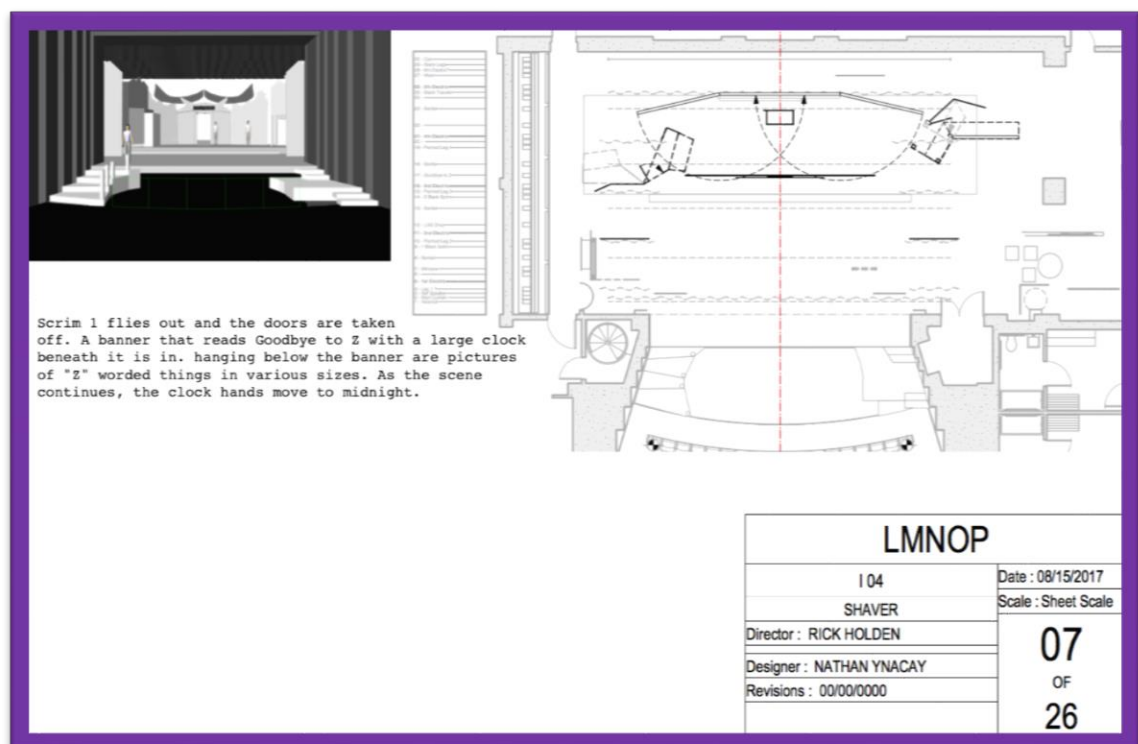 Scrim 1 flies out and the doors are taken
off. A banner that reads Goodbye to Z with a large clock
beneath it is in. hanging below the banner are pictures
of "Z" worded things in various sizes. As the scene
continues, the clock hands move to midnight.
LMNOP
I 04
SHAVER
Director : RICK HOLDEN
Designer : NATHAN YNACAY
Revisions : 00/00/0000
Date : 08/15/2017
Scale : Sheet Scale
07
OF
26